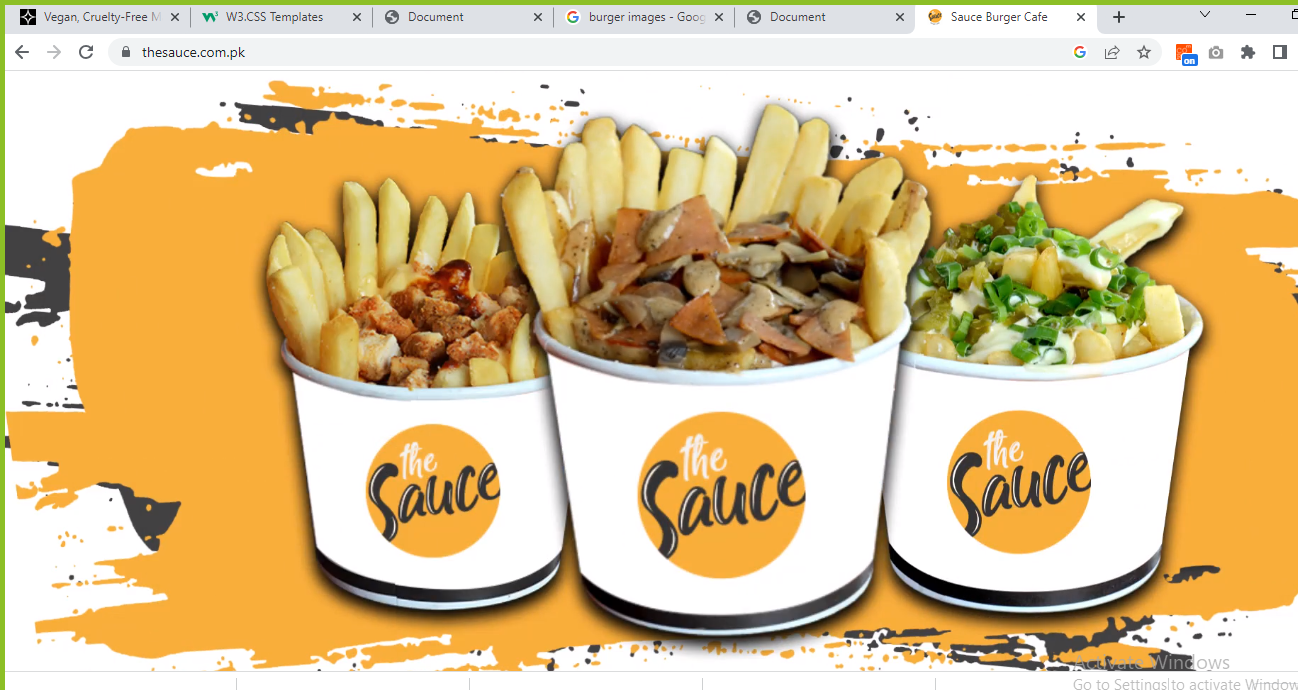 Vegan, Cruelty-Free M
W3.CSS Templates
Document
burger images - Goog
Document
Sauce Burger Cafe
thesauce.com.pk
on
the
Sauce
the
Sauce
the
Sauce
Activate Windows
Go to Settings to activate Window